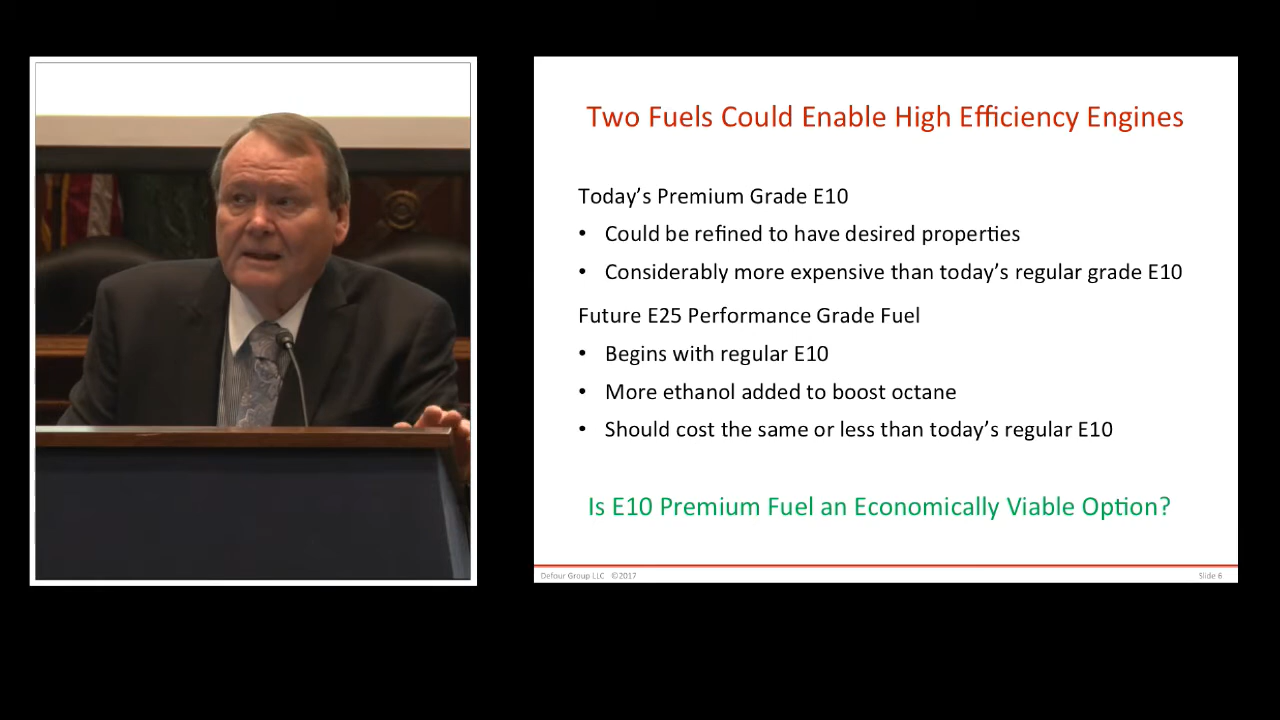 Two Fuels Could Enable High Efficiency Engines
Today's Premium Grade E10
• Could be refined to have desired properties
• Considerably more expensive than today's regular grade E10
Future E25 Performance Grade Fuel
• Begins with regular E10
• More ethanol added to boost octane
• Should cost the same or less than today's regular E10
Is E10 Premium Fuel an Economically Viable Option?
Defour Group LLC ©2017
Slide 6